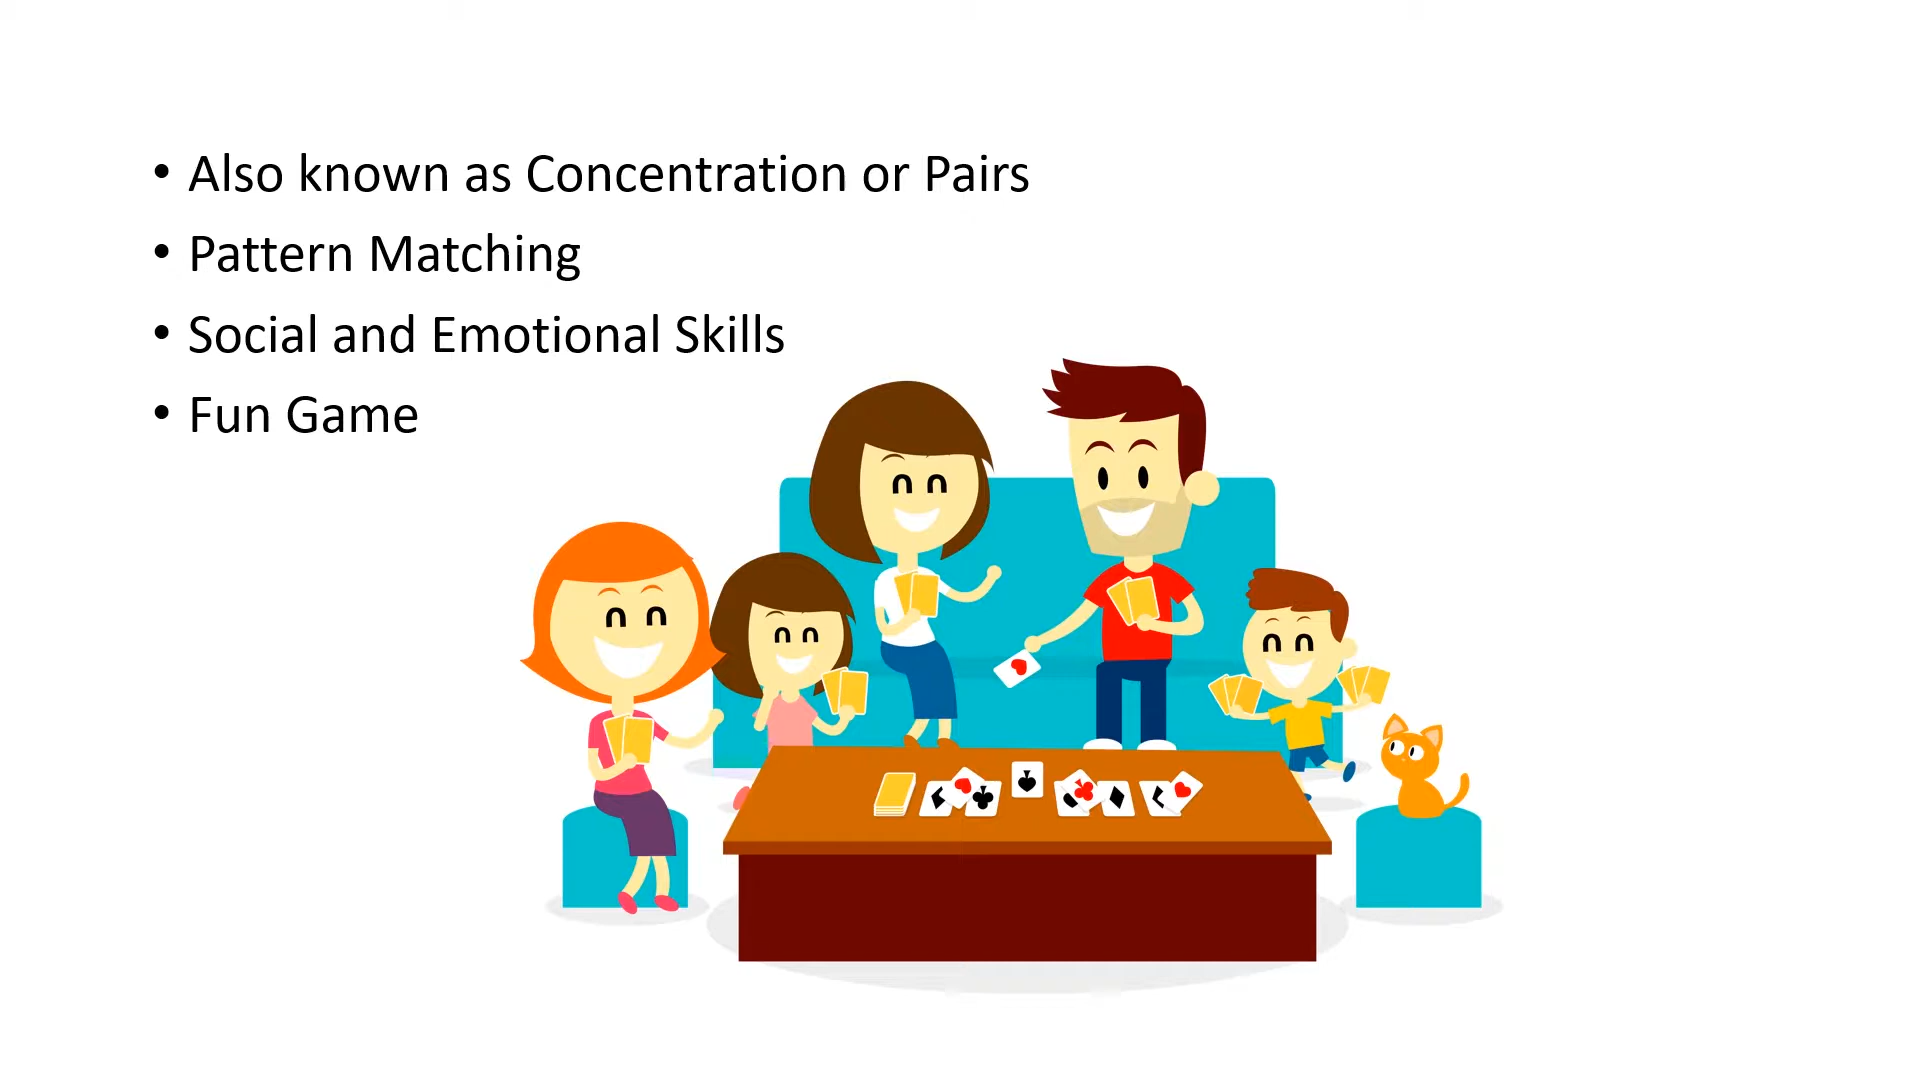 • Also known as Concentration or Pairs
• Pattern Matching
• Social and Emotional Skills
• Fun Game